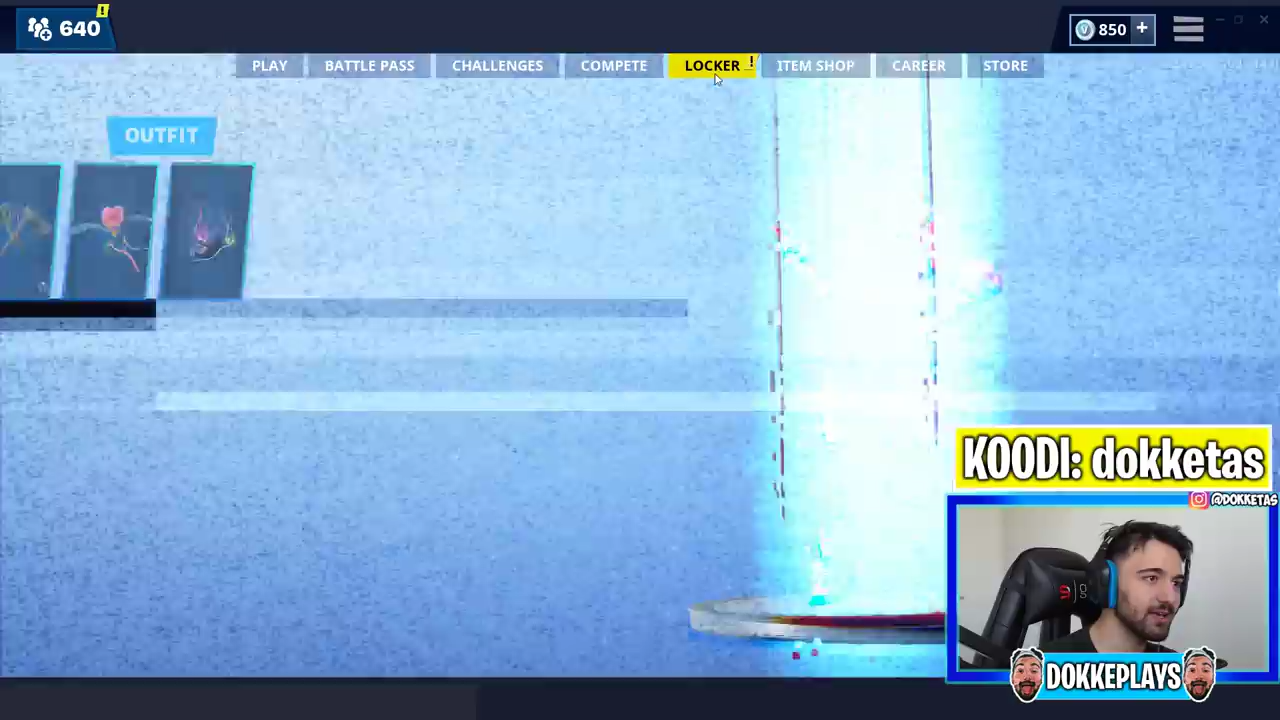 640
850 +
PLAY BATTLE PASS CHALLENGES COMPETE LOCKER ! ITEM SHOP CAREER STORE
OUTFIT
KOODI: dokketas
@DOKKETAS
DOKKEPLAYS